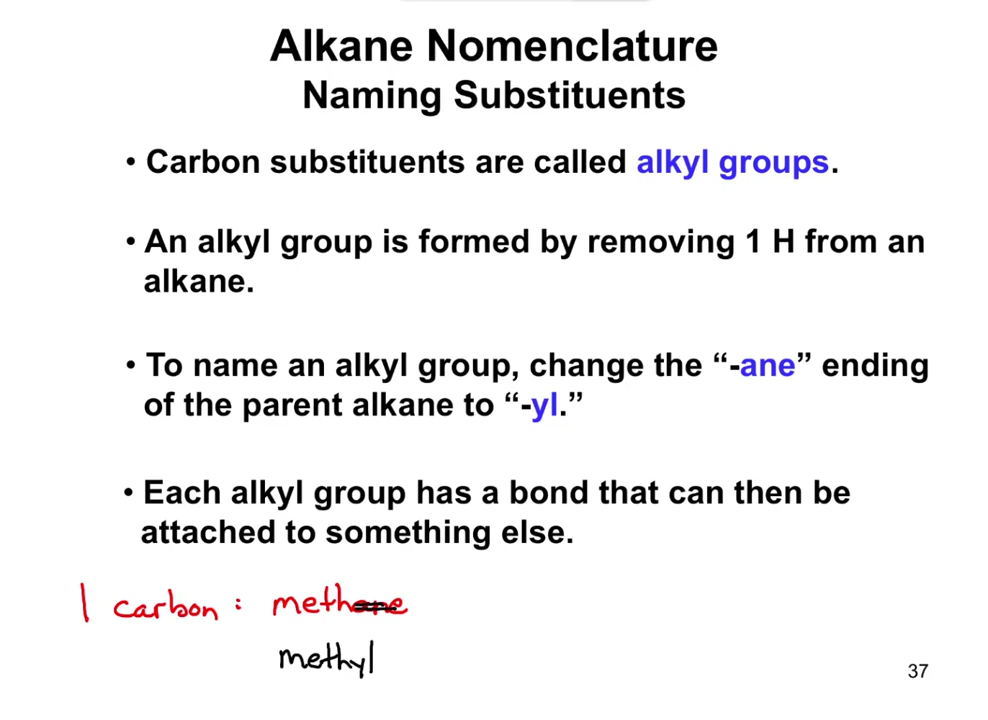 Alkane Nomenclature
Naming Substituents
• Carbon substituents are called alkyl groups.
• An alkyl group is formed by removing 1 H from an
alkane.
• To name an alkyl group, change the “-ane” ending
of the parent alkane to “-yl.”
• Each alkyl group has a bond that can then be
attached to something else.
1 carbon : methane
methyl
37